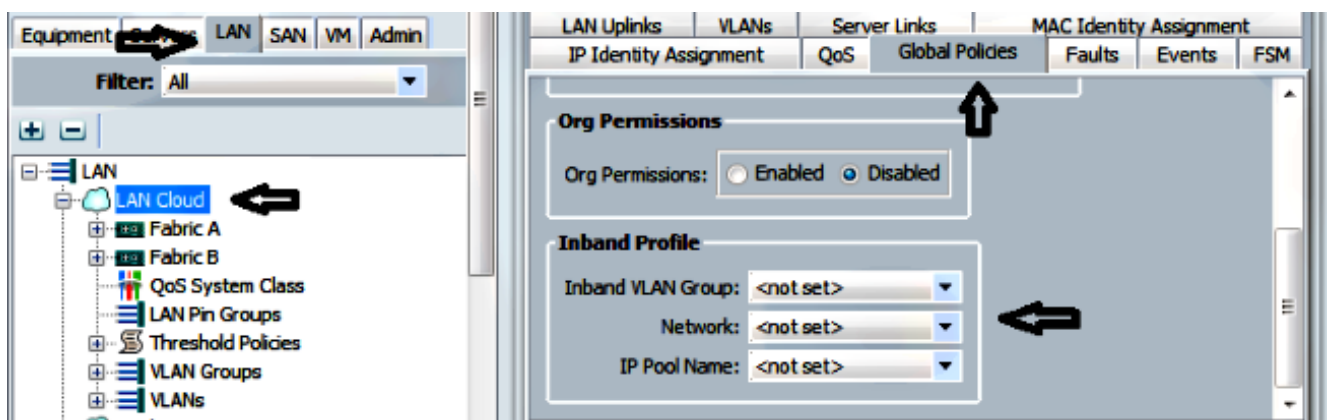 Equipment LAN SAN VM Admin
Filter: All
LAN
LAN Cloud
Fabric A
Fabric B
QoS System Class
LAN Pin Groups
Threshold Policies
VLAN Groups
VLANs
LAN Uplinks VLANs Server Links MAC Identity Assignment
IP Identity Assignment QoS Global Policies Faults Events FSM
Org Permissions
Org Permissions: Enabled Disabled
Inband Profile
Inband VLAN Group: <not set>
Network: <not set>
IP Pool Name: <not set>